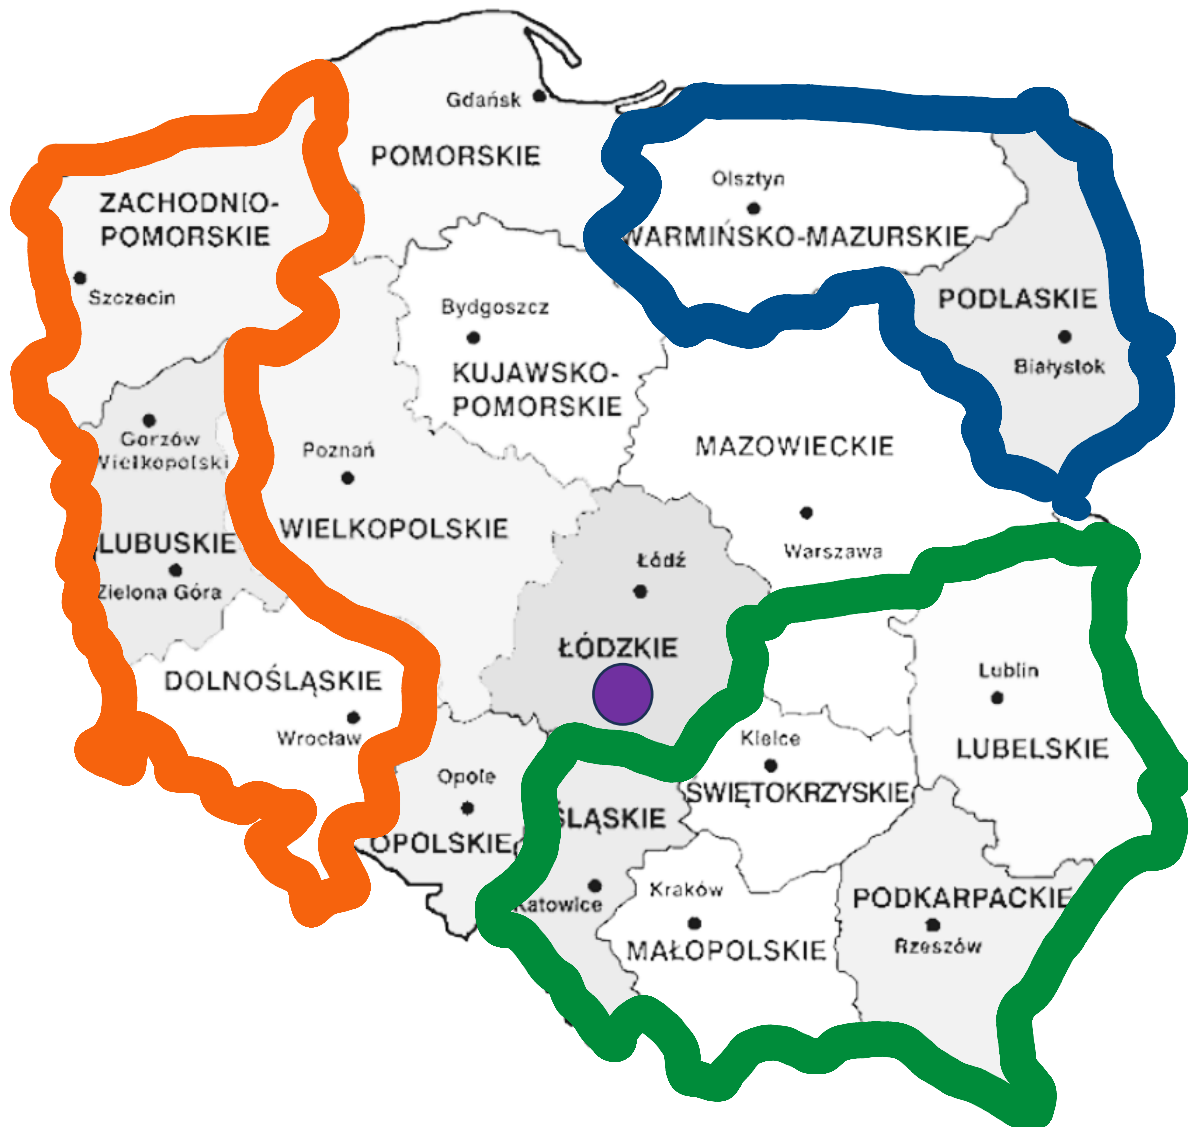 Gdańsk
POMORSKIE
Olsztyn
WARMIŃSKO-MAZURSKIE
ZACHODNIO-
POMORSKIE
Szczecin
PODLASKIE
Białystok
Bydgoszcz
KUJAWSKO-
POMORSKIE
Gorzów
Wielkopolski
Poznań
MAZOWIECKIE
WIELKOPOLSKIE
LUBUSKIE
Zielona Góra
Warszawa
Łódź
ŁÓDZKIE
DOLNOŚLĄSKIE
Wrocław
Lublin
LUBELSKIE
Kielce
ŚWIĘTOKRZYSKIE
Opole
OPOLSKIE
ŚLĄSKIE
Katowice
Kraków
MAŁOPOLSKIE
PODKARPACKIE
Rzeszów